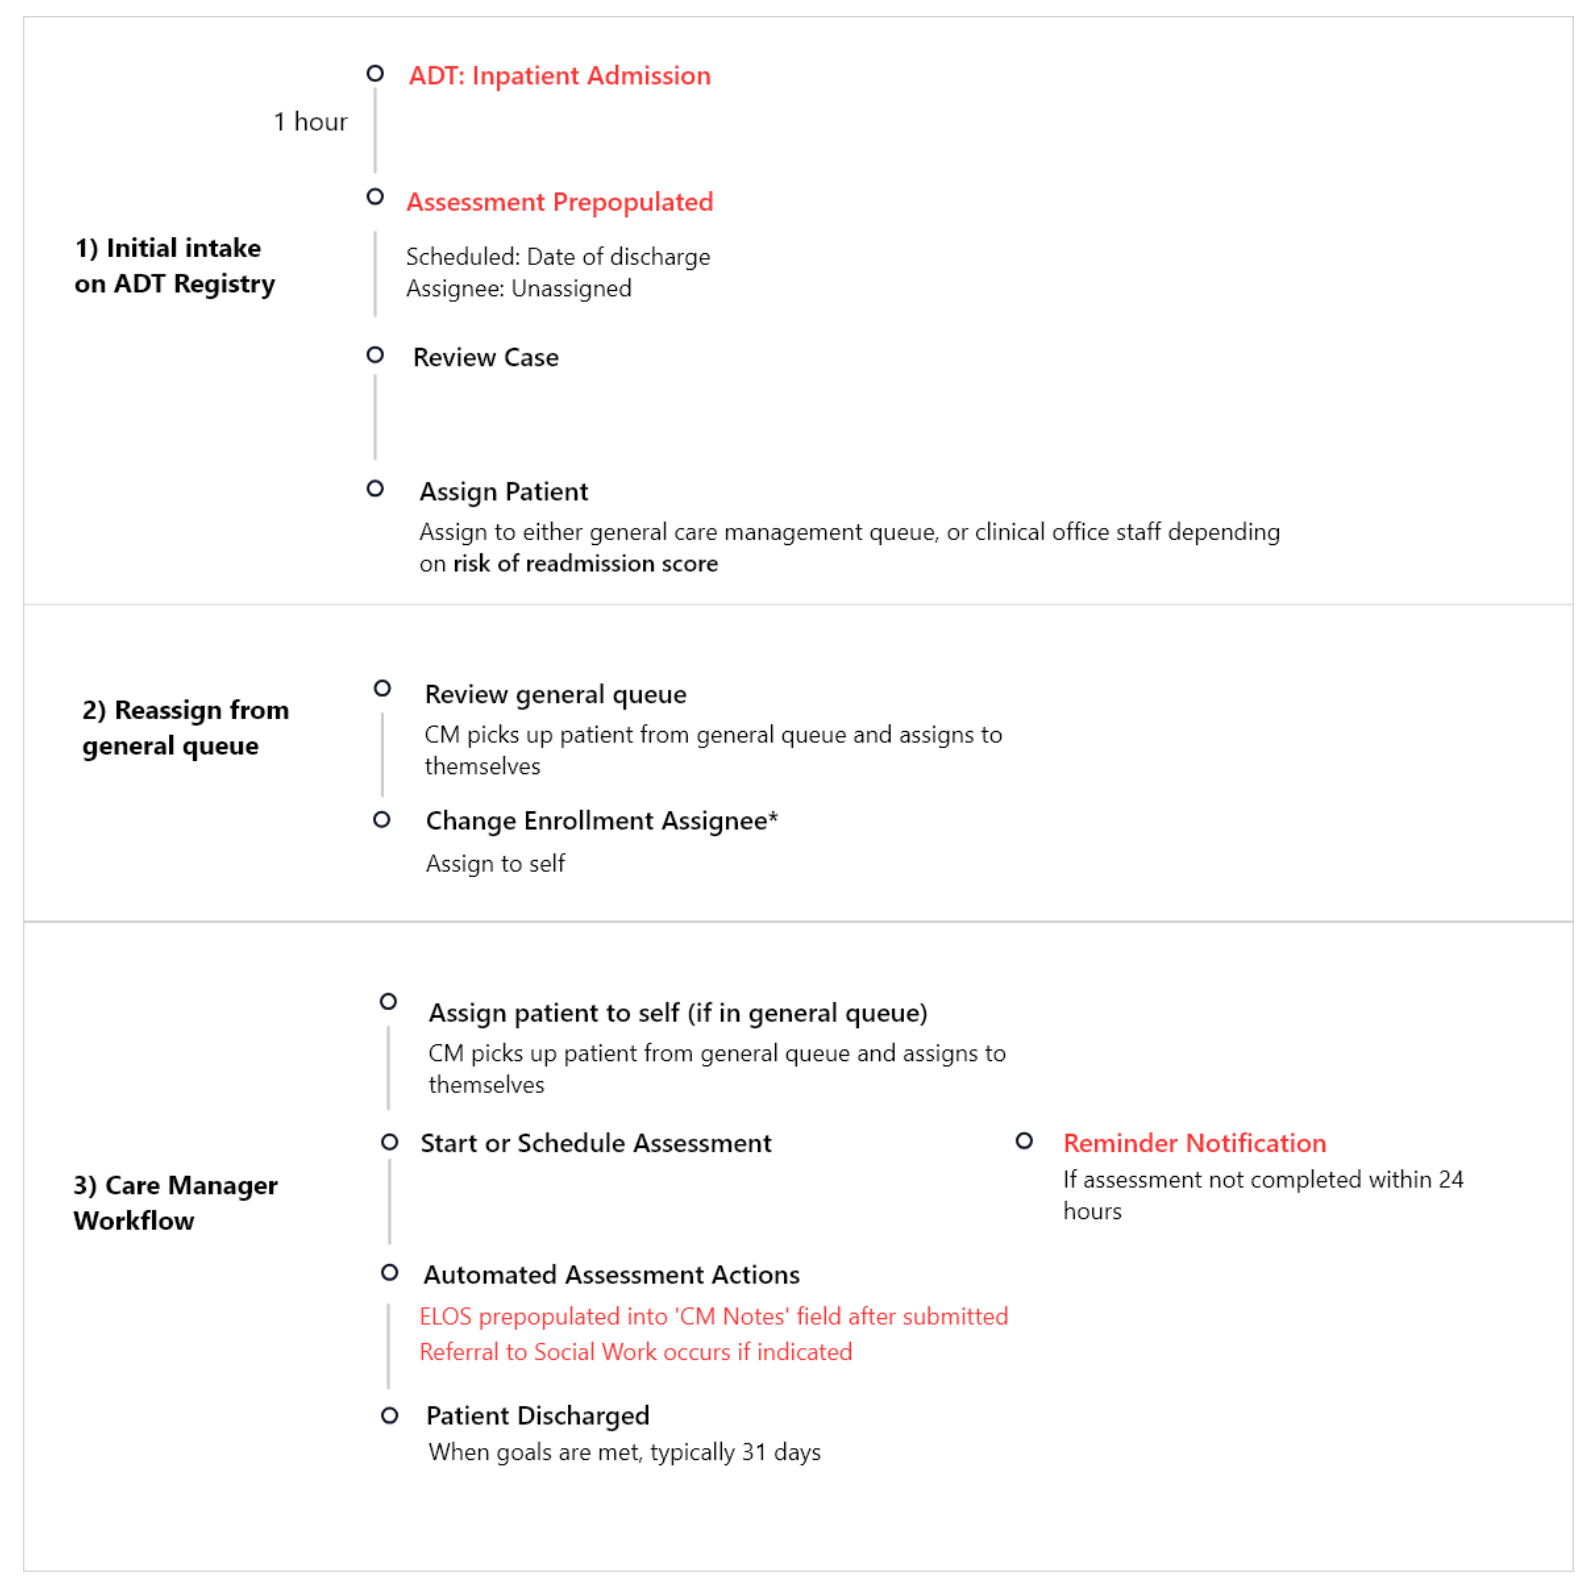 ADT: Inpatient Admission
1 hour
Assessment Prepopulated
1) Initial intake
on ADT Registry
Scheduled: Date of discharge
Assignee: Unassigned
Review Case
Assign Patient
Assign to either general care management queue, or clinical office staff depending
on risk of readmission score
2) Reassign from
general queue
Review general queue
CM picks up patient from general queue and assigns to
themselves
Change Enrollment Assignee*
Assign to self
3) Care Manager
Workflow
Assign patient to self (if in general queue)
CM picks up patient from general queue and assigns to
themselves
Start or Schedule Assessment
Reminder Notification
If assessment not completed within 24
hours
Automated Assessment Actions
ELOS prepopulated into 'CM Notes' field after submitted
Referral to Social Work occurs if indicated
Patient Discharged
When goals are met, typically 31 days